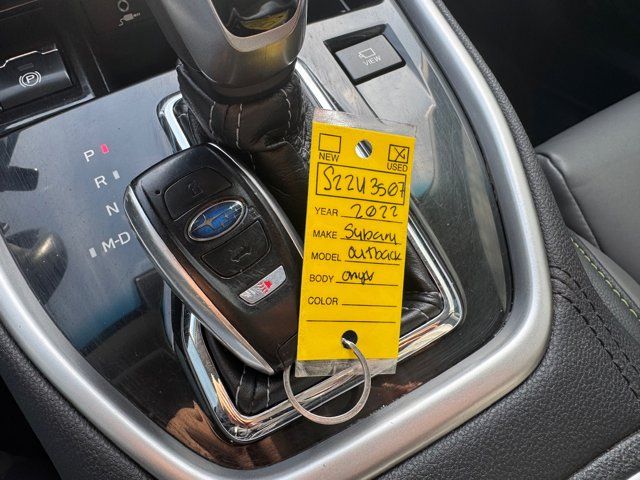 VIEW
P
P
R
N
M-D
NEW
USED
S22U3507
YEAR 2022
MAKE Subaru
MODEL Outback
BODY onyx
COLOR